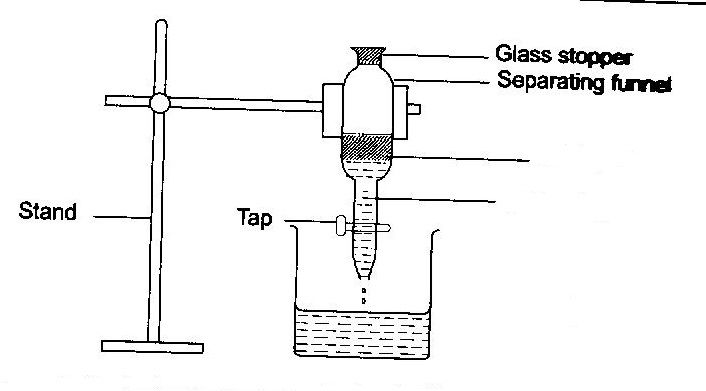 Glass stopper
Separating funnel
Stand
Tap